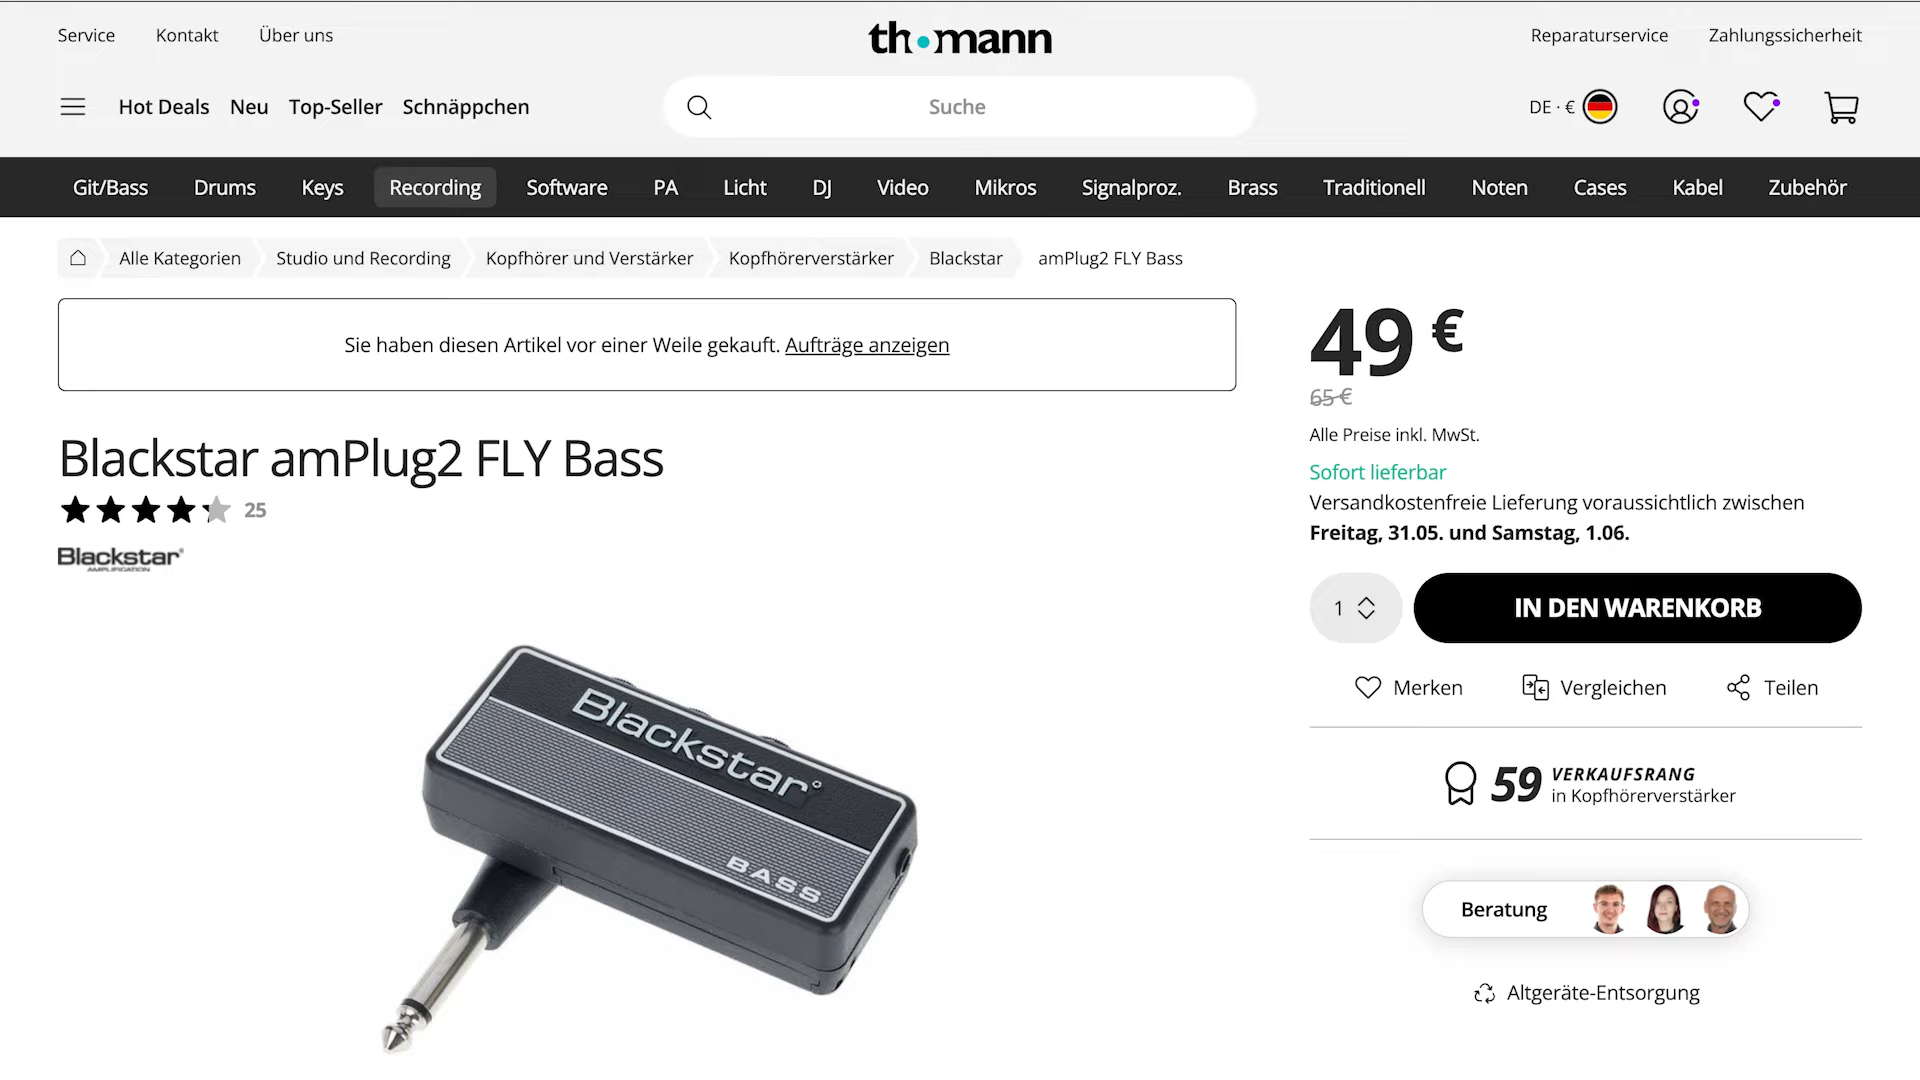 Service Kontakt Über uns
thomann
Reparaturservice Zahlungssicherheit
Hot Deals Neu Top-Seller Schnäppchen
Suche
DE · €
Git/Bass Drums Keys Recording Software PA Licht DJ Video Mikros Signalproz. Brass Traditionell Noten Cases Kabel Zubehör
Alle Kategorien Studio und Recording Kopfhörer und Verstärker Kopfhörerverstärker Blackstar amPlug2 FLY Bass
Sie haben diesen Artikel vor einer Weile gekauft. Aufträge anzeigen
Blackstar amPlug2 FLY Bass
25
Blackstar
AMPLIFICATION
Blackstar
BASS
49 €
65 €
Alle Preise inkl. MwSt.
Sofort lieferbar
Versandkostenfreie Lieferung voraussichtlich zwischen
Freitag, 31.05. und Samstag, 1.06.
1
IN DEN WARENKORB
Merken Vergleichen Teilen
59 VERKAUFSRANG
in Kopfhörerverstärker
Beratung
Altgeräte-Entsorgung